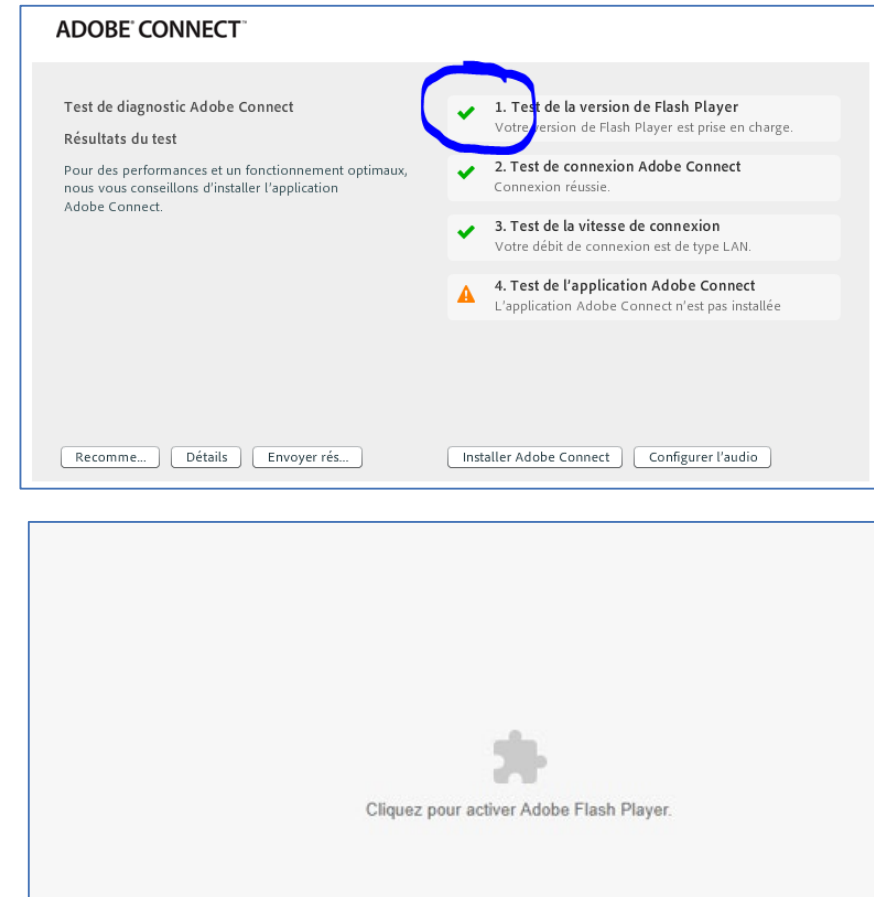 ADOBE® CONNECT™
Test de diagnostic Adobe Connect
Résultats du test
Pour des performances et un fonctionnement optimaux,
nous vous conseillons d'installer l'application
Adobe Connect.
1. Test de la version de Flash Player
Votre version de Flash Player est prise en charge.
2. Test de connexion Adobe Connect
Connexion réussie.
3. Test de la vitesse de connexion
Votre débit de connexion est de type LAN.
4. Test de l'application Adobe Connect
L'application Adobe Connect n'est pas installée
Recomme... Détails Envoyer rés... Installer Adobe Connect Configurer l'audio
Cliquez pour activer Adobe Flash Player.